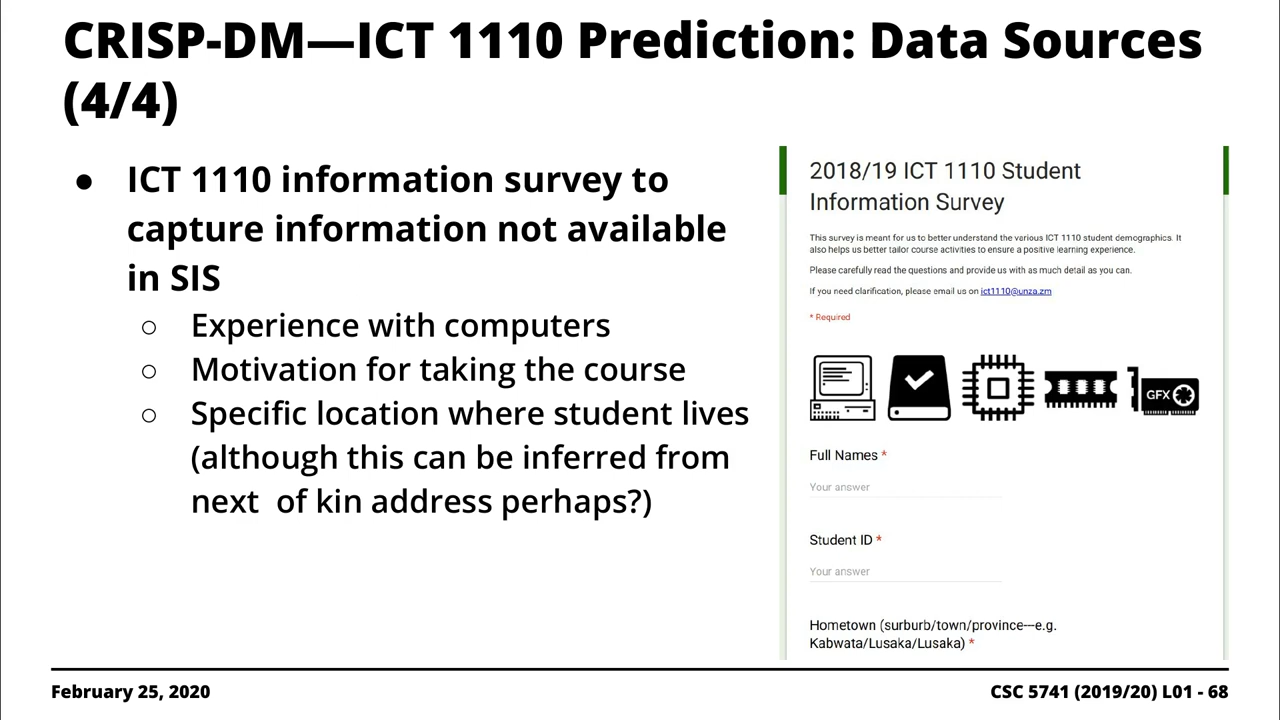 CRISP-DM—ICT 1110 Prediction: Data Sources
(4/4)
● ICT 1110 information survey to
capture information not available
in SIS
○ Experience with computers
○ Motivation for taking the course
○ Specific location where student lives
(although this can be inferred from
next  of kin address perhaps?)
2018/19 ICT 1110 Student
Information Survey
This survey is meant for us to better understand the various ICT 1110 student demographics. It
also helps us better tailor course activities to ensure a positive learning experience.
Please carefully read the questions and provide us with as much detail as you can.
If you need clarification, please email us on ict1110@unza.zm
* Required
GFX
Full Names *
Your answer
Student ID *
Your answer
Hometown (surburb/town/province---e.g.
Kabwata/Lusaka/Lusaka) *
February 25, 2020
CSC 5741 (2019/20) L01 - 68